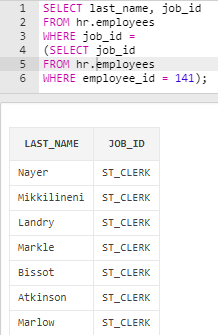 1 SELECT last_name, job_id
2 FROM hr.employees
3 WHERE job_id =
4 (SELECT job_id
5 FROM hr.employees
6 WHERE employee_id = 141);
LAST_NAME JOB_ID
Nayer ST_CLERK
Mikkilineni ST_CLERK
Landry ST_CLERK
Markle ST_CLERK
Bissot ST_CLERK
Atkinson ST_CLERK
Marlow ST_CLERK